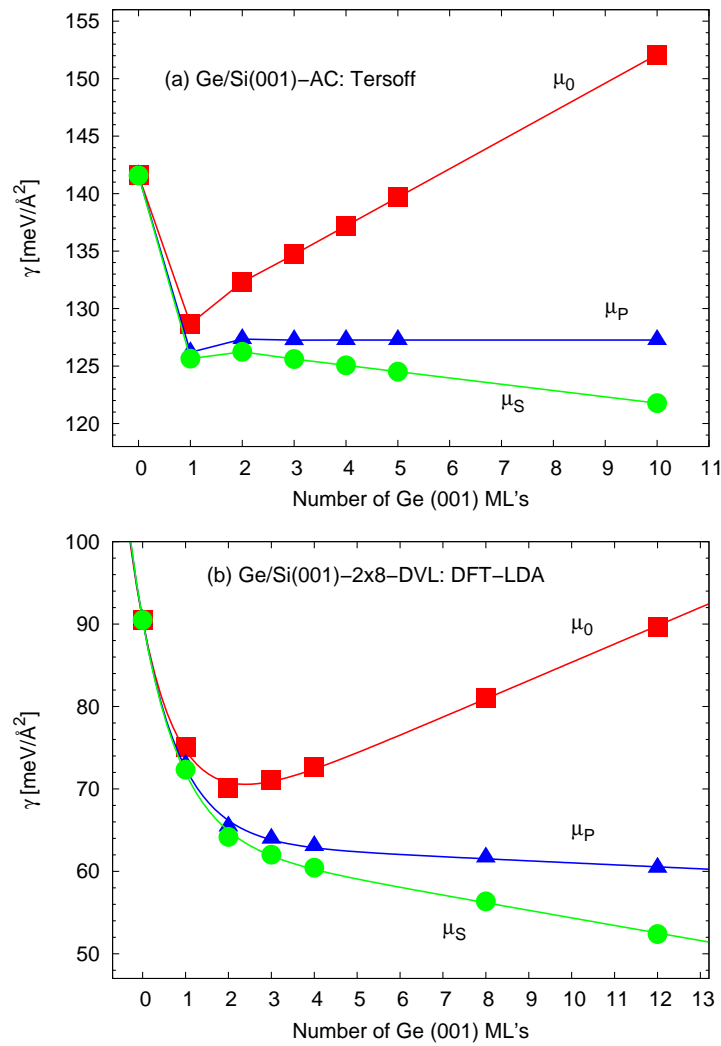 155
150
145
140
135
130
125
120
γ [meV/Å²]
(a) Ge/Si(001)−AC: Tersoff
μ0
μP
μS
0 1 2 3 4 5 6 7 8 9 10 11
Number of Ge (001) ML's
100
90
80
70
60
50
γ [meV/Å²]
(b) Ge/Si(001)−2x8−DVL: DFT−LDA
μ0
μP
μS
0 1 2 3 4 5 6 7 8 9 10 11 12 13
Number of Ge (001) ML's